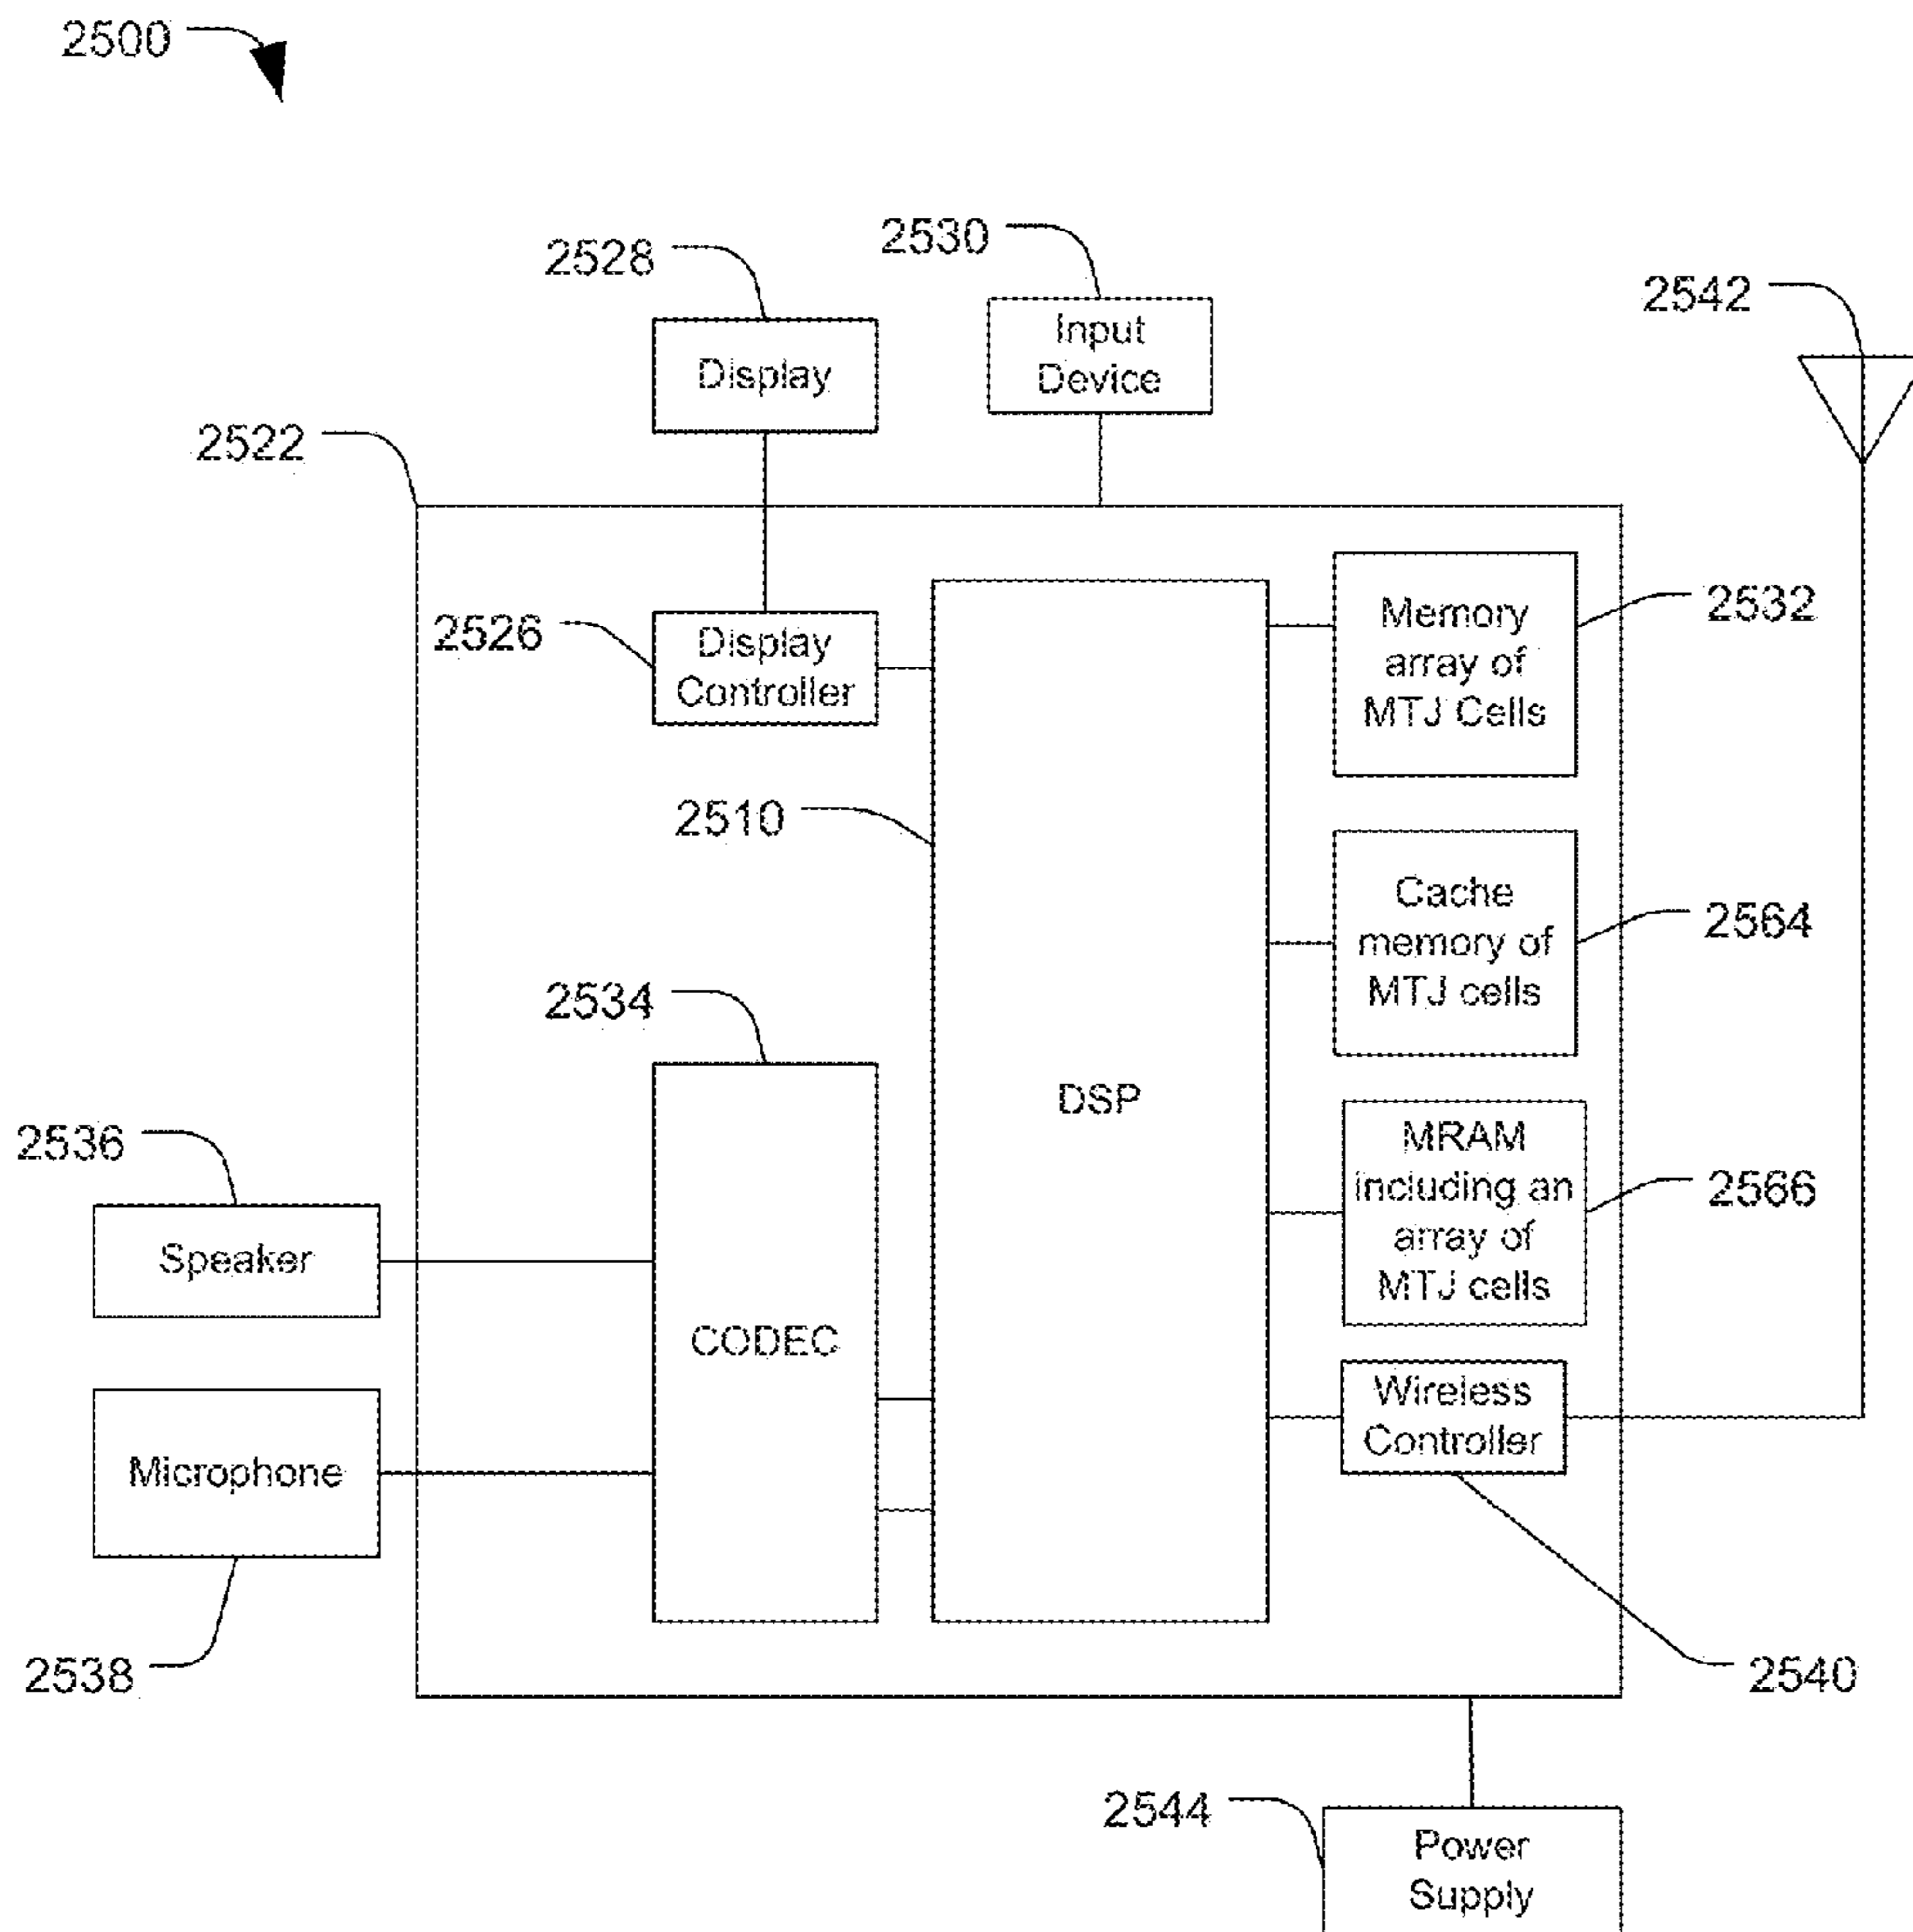 2500
2528
2530
2542
Display
Input
Device
2522
2526
Display
Controller
Memory
array of
MTJ Cells
2532
2510
Cache
memory of
MTJ cells
2564
2534
DSP
2536
Speaker
CODEC
MRAM
including an
array of
MTJ cells
2566
Microphone
Wireless
Controller
2538
2540
2544
Power
Supply